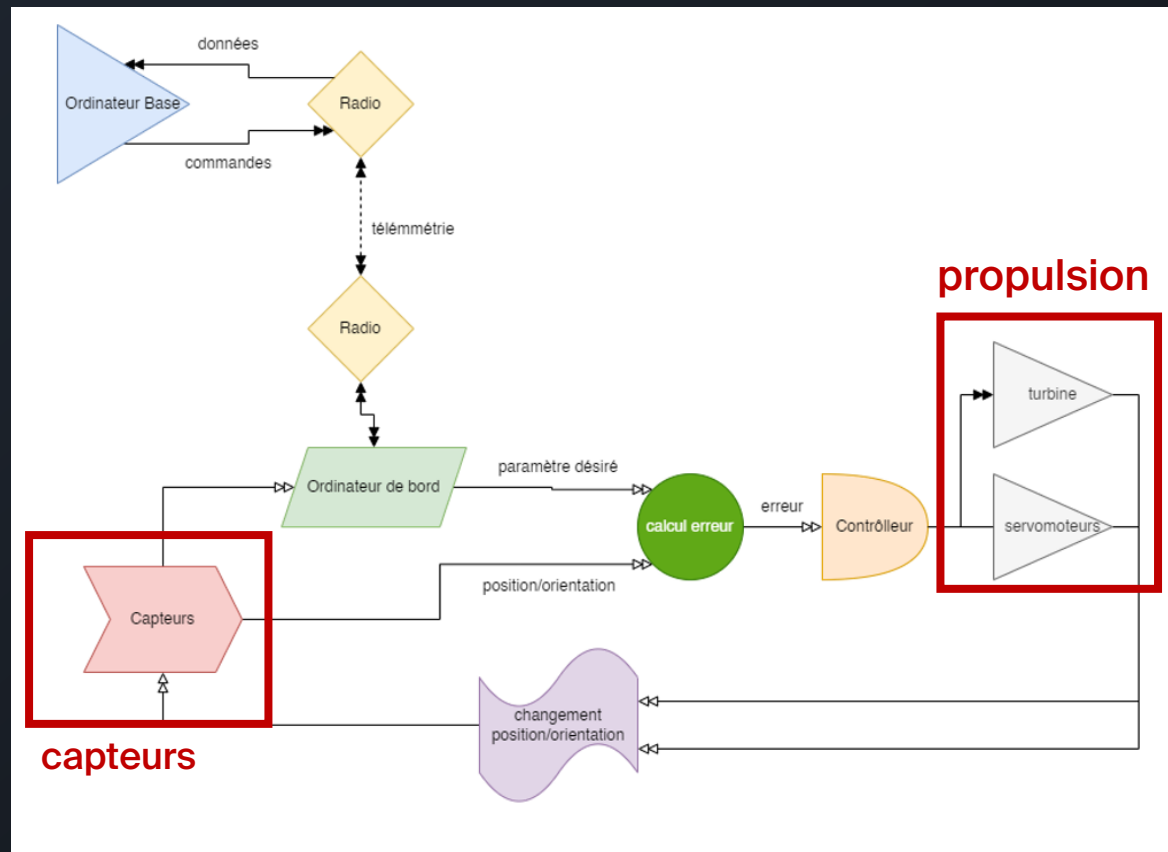 données
Ordinateur Base
Radio
commandes
télémmétrie
propulsion
Radio
turbine
paramètre désiré
Ordinateur de bord
erreur
calcul erreur
Contrôlleur
servomoteurs
position/orientation
Capteurs
changement
position/orientation
capteurs